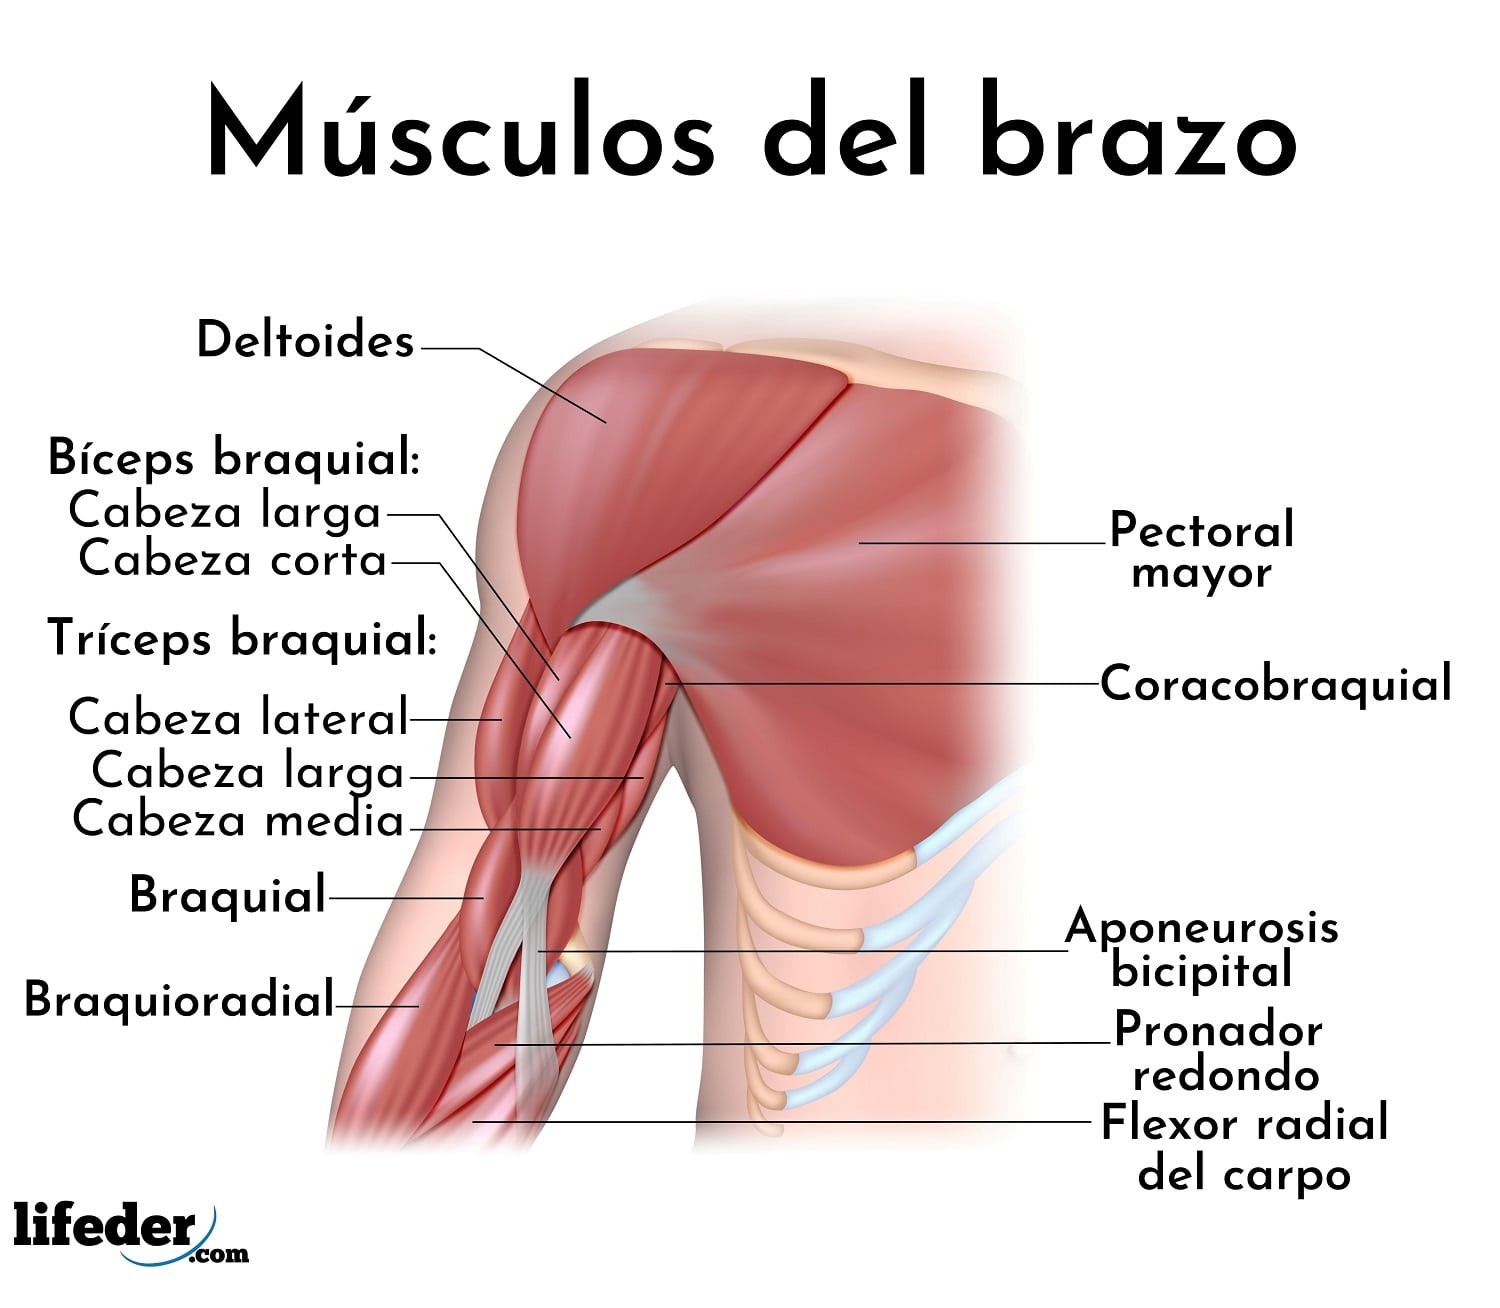 Músculos del brazo
Deltoides
Bíceps braquial:
Cabeza larga
Cabeza corta
Tríceps braquial:
Cabeza lateral
Cabeza larga
Cabeza media
Braquial
Braquioradial
Pectoral
mayor
Coracobraquial
Aponeurosis
bicipital
Pronador
redondo
Flexor radial
del carpo
lifeder
.com